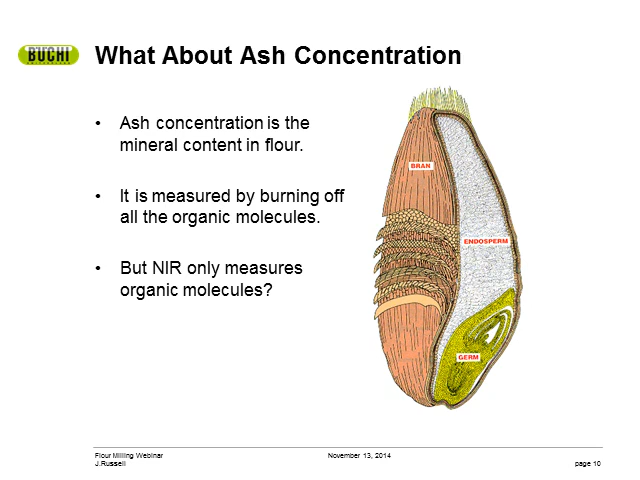 BÜCHI
What About Ash Concentration
• Ash concentration is the
mineral content in flour.
• It is measured by burning off
all the organic molecules.
• But NIR only measures
organic molecules?
BRAN
ENDOSPERM
GERM
Flour Milling Webinar
J.Russell
November 13, 2014
page 10